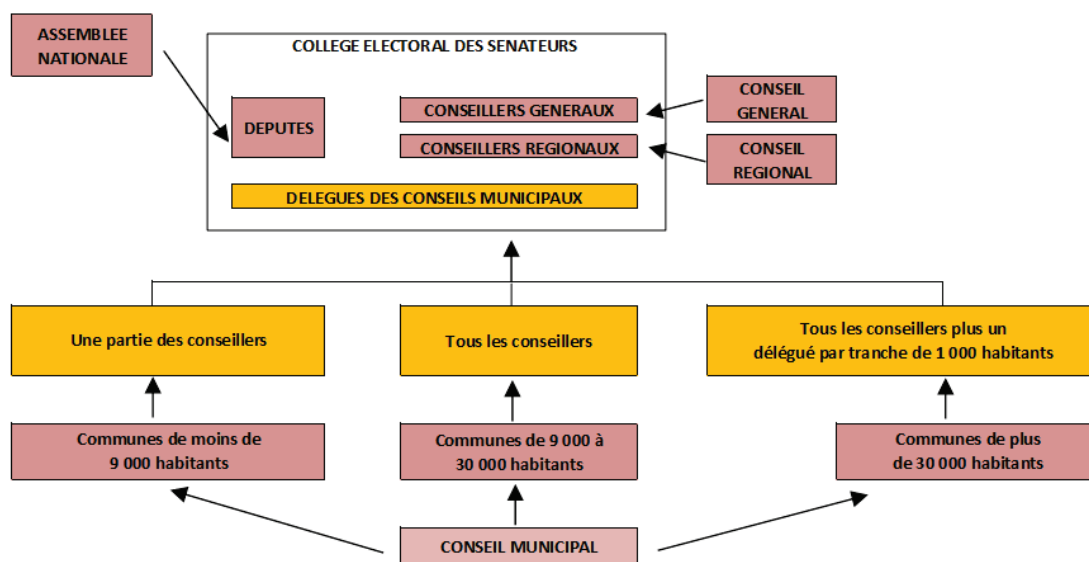 ASSEMBLEE
NATIONALE
COLLEGE ELECTORAL DES SENATEURS
DEPUTES
CONSEILLERS GENERAUX
CONSEILLERS REGIONAUX
CONSEIL
GENERAL
CONSEIL
REGIONAL
DELEGUES DES CONSEILS MUNICIPAUX
Une partie des conseillers
Tous les conseillers
Tous les conseillers plus un
délégué par tranche de 1 000 habitants
Communes de moins de
9 000 habitants
Communes de 9 000 à
30 000 habitants
Communes de plus
de 30 000 habitants
CONSEIL MUNICIPAL